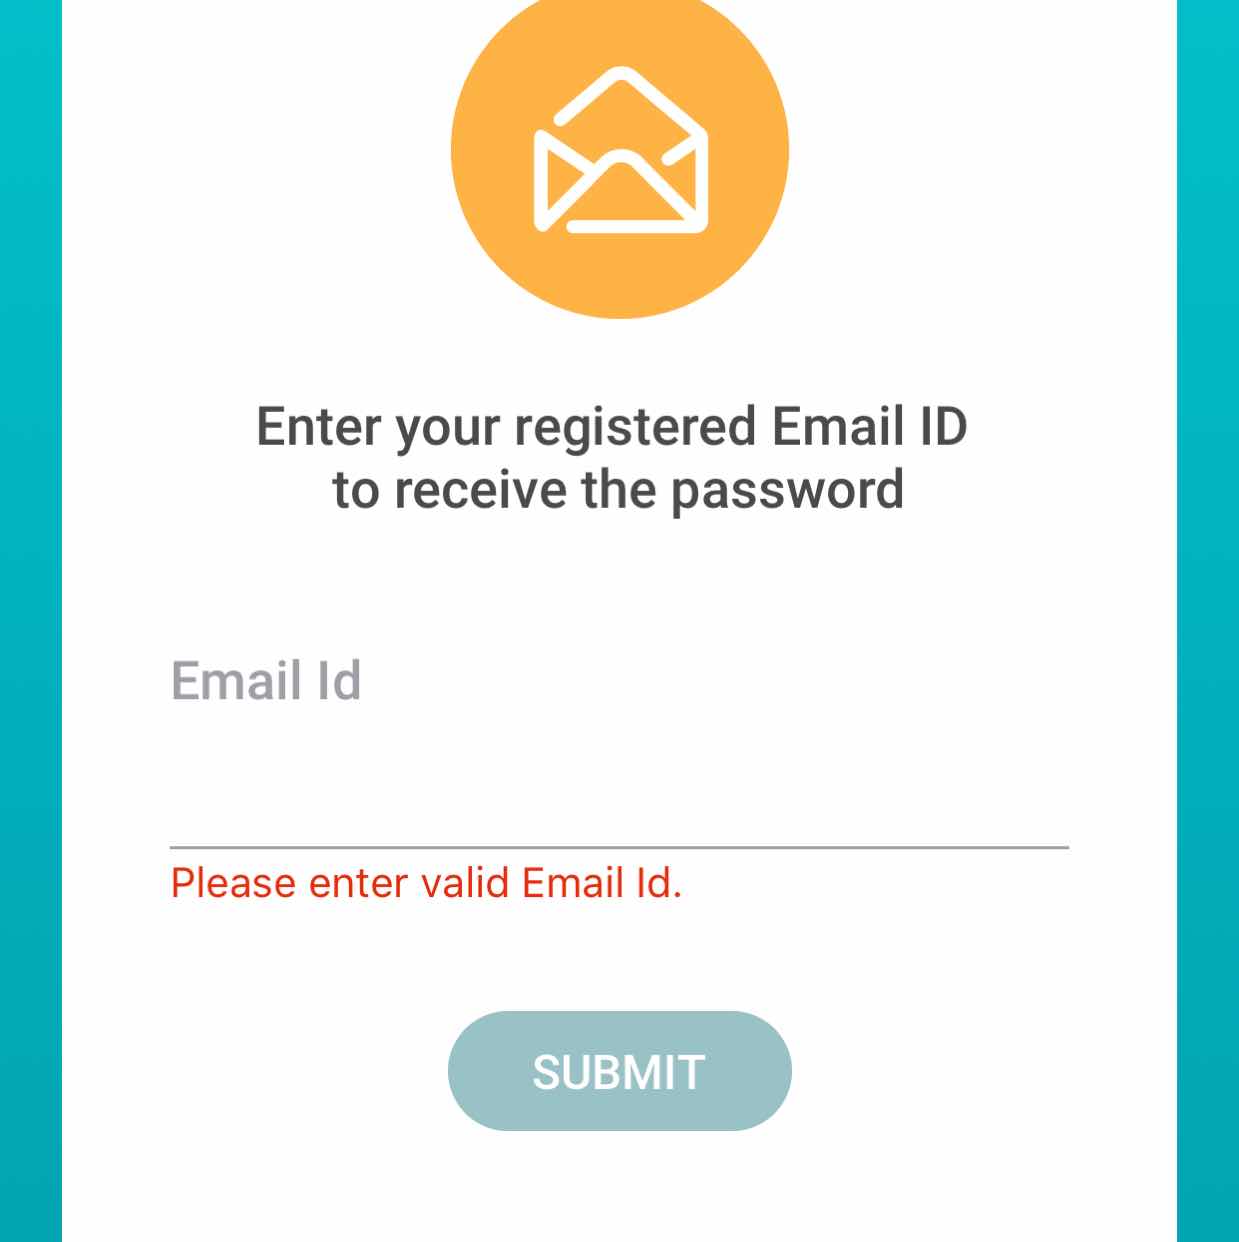 Enter your registered Email ID
to receive the password
Email Id
Please enter valid Email Id.
SUBMIT